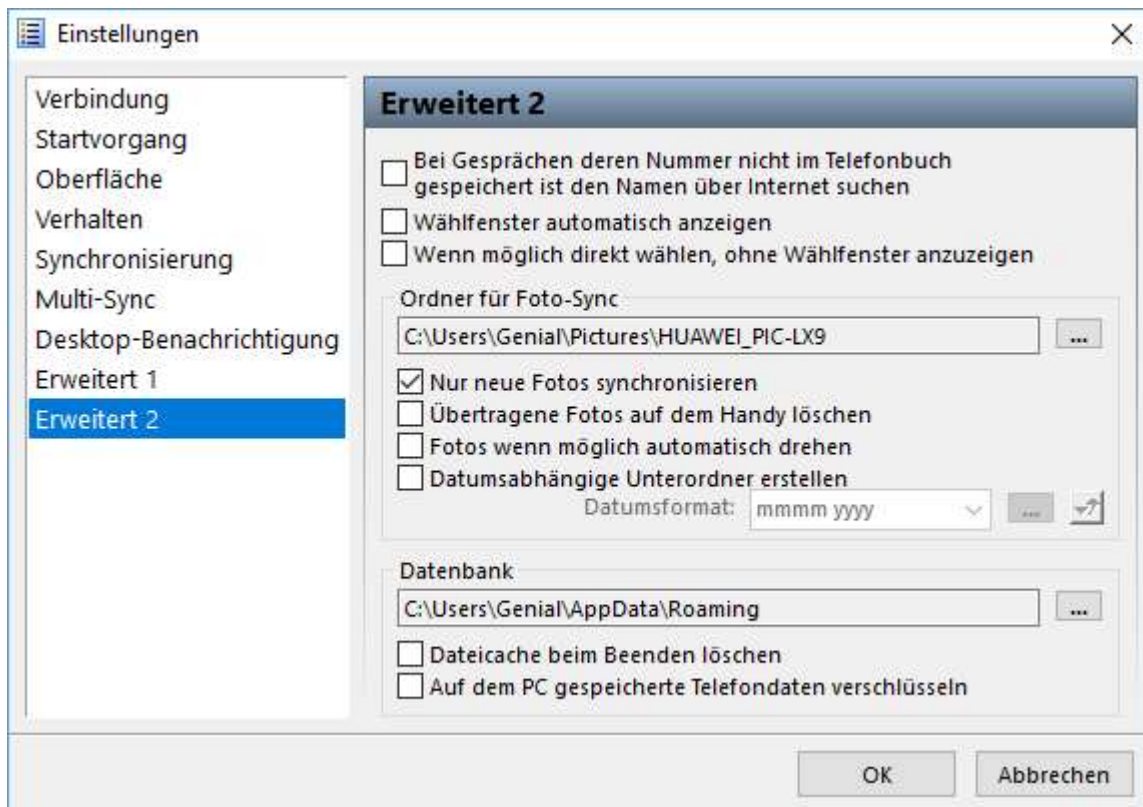 Einstellungen
Verbindung
Startvorgang
Oberfläche
Verhalten
Synchronisierung
Multi-Sync
Desktop-Benachrichtigung
Erweitert 1
Erweitert 2
Erweitert 2
Bei Gesprächen deren Nummer nicht im Telefonbuch
gespeichert ist den Namen über Internet suchen
Wählfenster automatisch anzeigen
Wenn möglich direkt wählen, ohne Wählfenster anzuzeigen
Ordner für Foto-Sync
C:\Users\Genial\Pictures\HUAWEI_PIC-LX9
...
Nur neue Fotos synchronisieren
Übertragene Fotos auf dem Handy löschen
Fotos wenn möglich automatisch drehen
Datumsabhängige Unterordner erstellen
Datumsformat: mmmm yyyy ...
Datenbank
C:\Users\Genial\AppData\Roaming
...
Dateicache beim Beenden löschen
Auf dem PC gespeicherte Telefondaten verschlüsseln
OK
Abbrechen